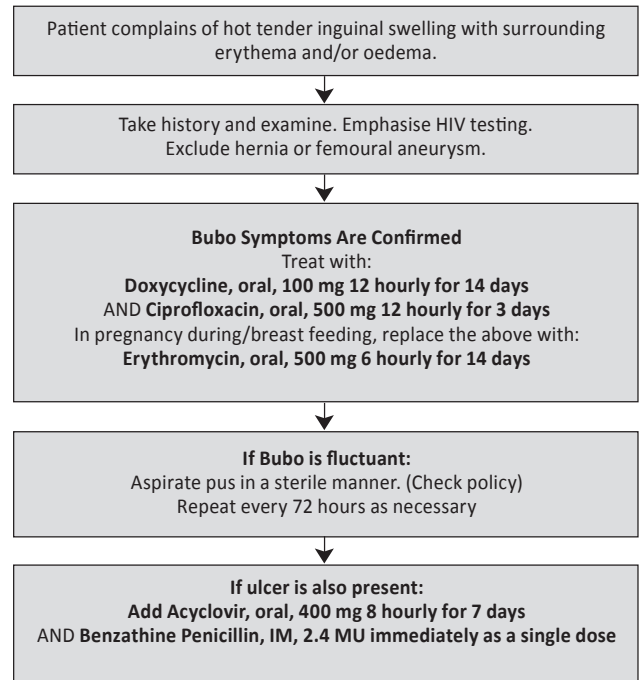 Patient complains of hot tender inguinal swelling with surrounding
erythema and/or oedema.
Take history and examine. Emphasise HIV testing.
Exclude hernia or femoural aneurysm.
Bubo Symptoms Are Confirmed
Treat with:
Doxycycline, oral, 100 mg 12 hourly for 14 days
AND Ciprofloxacin, oral, 500 mg 12 hourly for 3 days
In pregnancy during/breast feeding, replace the above with:
Erythromycin, oral, 500 mg 6 hourly for 14 days
If Bubo is fluctuant:
Aspirate pus in a sterile manner. (Check policy)
Repeat every 72 hours as necessary
If ulcer is also present:
Add Acyclovir, oral, 400 mg 8 hourly for 7 days
AND Benzathine Penicillin, IM, 2.4 MU immediately as a single dose